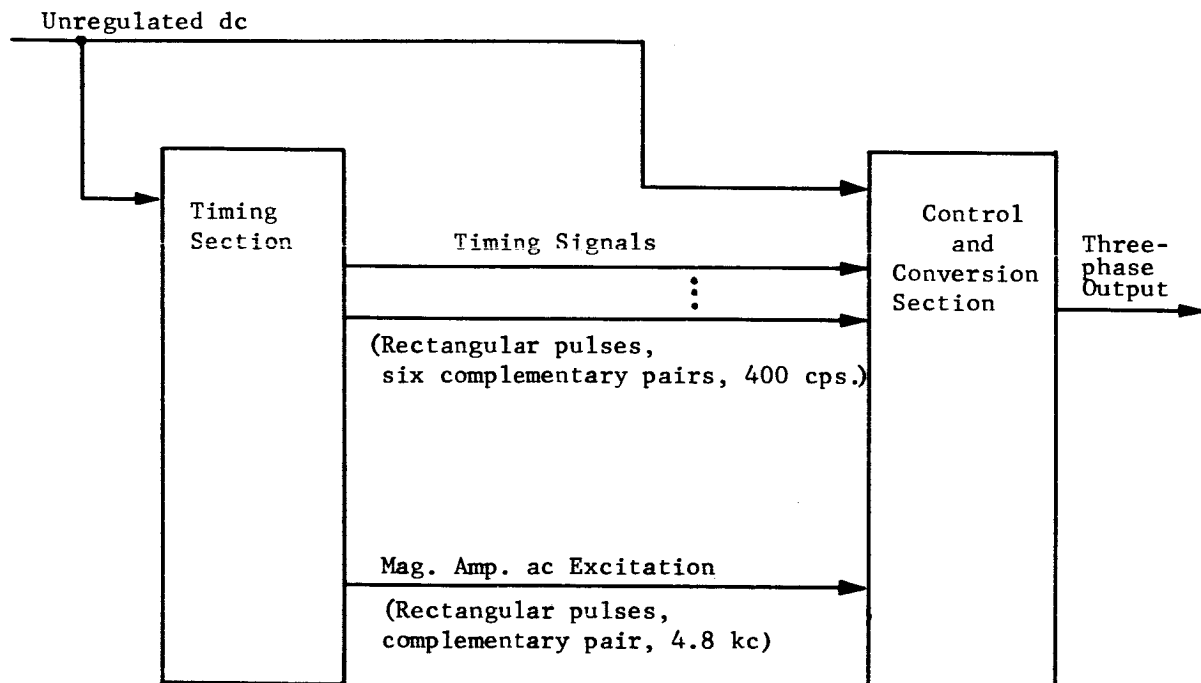 Unregulated dc
Timing
Section
Timing Signals
(Rectangular pulses,
six complementary pairs, 400 cps.)
Mag. Amp. ac Excitation
(Rectangular pulses,
complementary pair, 4.8 kc)
Control
and
Conversion
Section
Three-
phase
Output